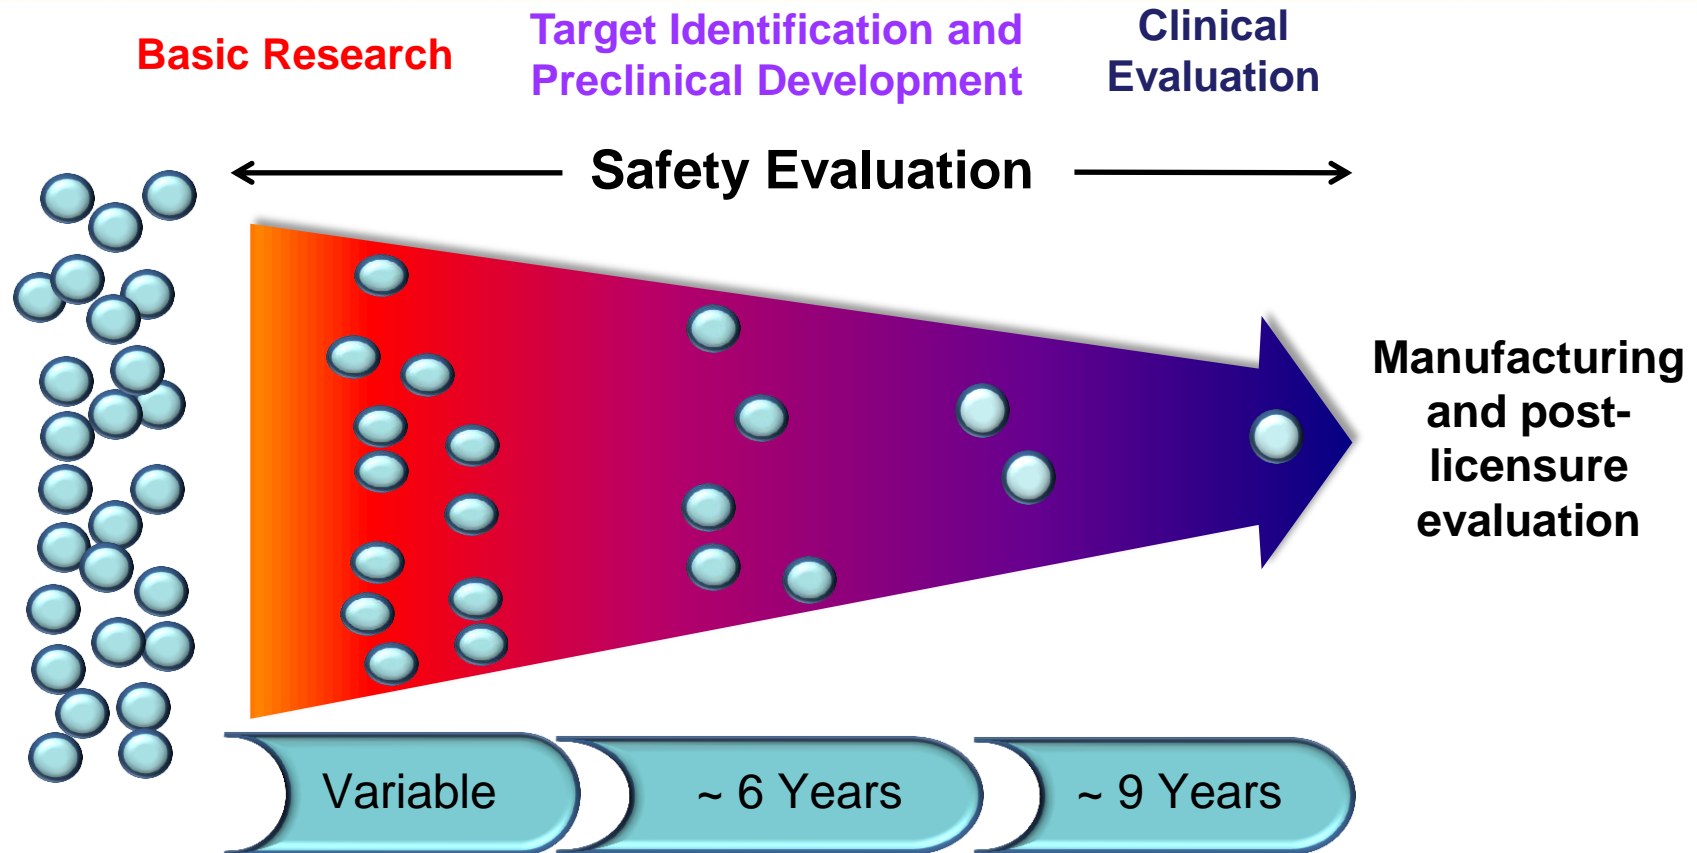 Basic Research
Target Identification and
Preclinical Development
Clinical
Evaluation
Safety Evaluation
Manufacturing
and post-
licensure
evaluation
Variable
~ 6 Years
~ 9 Years